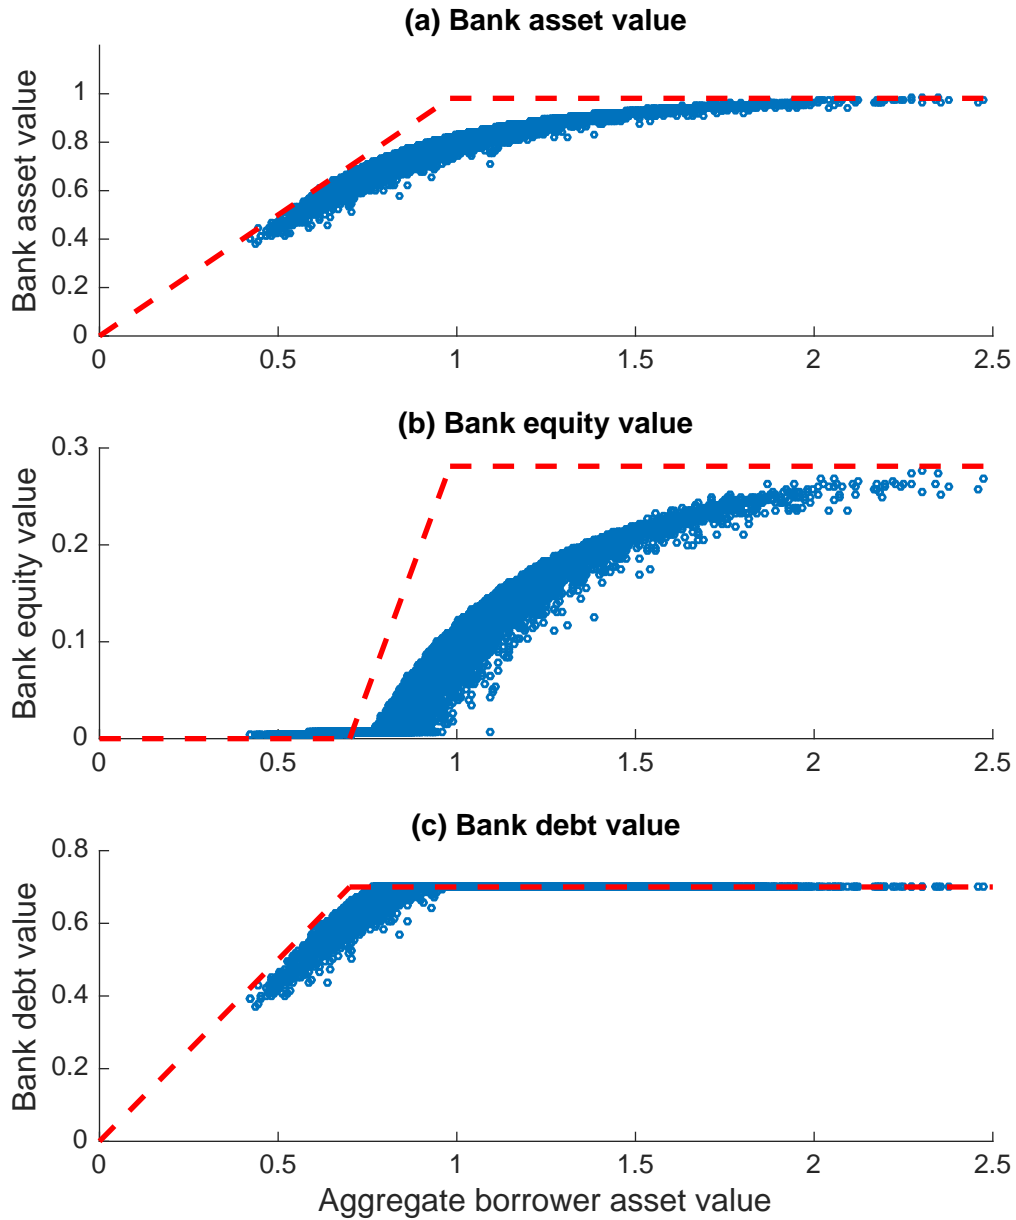 (a) Bank asset value
Bank asset value
1
0.8
0.6
0.4
0.2
0
0 0.5 1 1.5 2 2.5
(b) Bank equity value
Bank equity value
0.3
0.2
0.1
0
0 0.5 1 1.5 2 2.5
(c) Bank debt value
Bank debt value
0.8
0.6
0.4
0.2
0
0 0.5 1 1.5 2 2.5
Aggregate borrower asset value